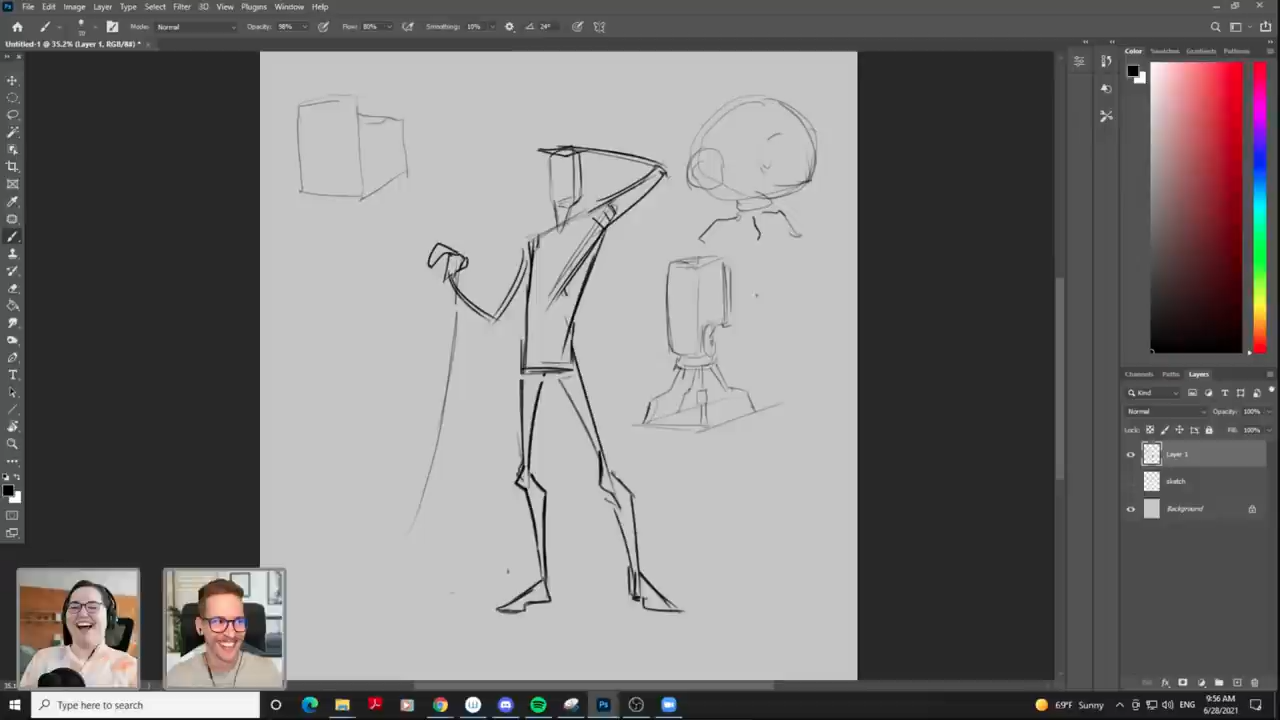 File Edit Image Layer Type Select Filter 3D View Plugins Window Help
Mode: Normal Opacity: 98% Flow: 80% Smoothing: 10% 24°
Untitled-1 @ 35.2% (Layer 1, RGB/8#) *
Color Swatches Gradients Patterns
Channels Paths Layers
Kind
Normal Opacity: 100%
Lock: Fill: 100%
Layer 1
sketch
Background
Type here to search
69°F Sunny
ENG
9:56 AM
6/28/2021